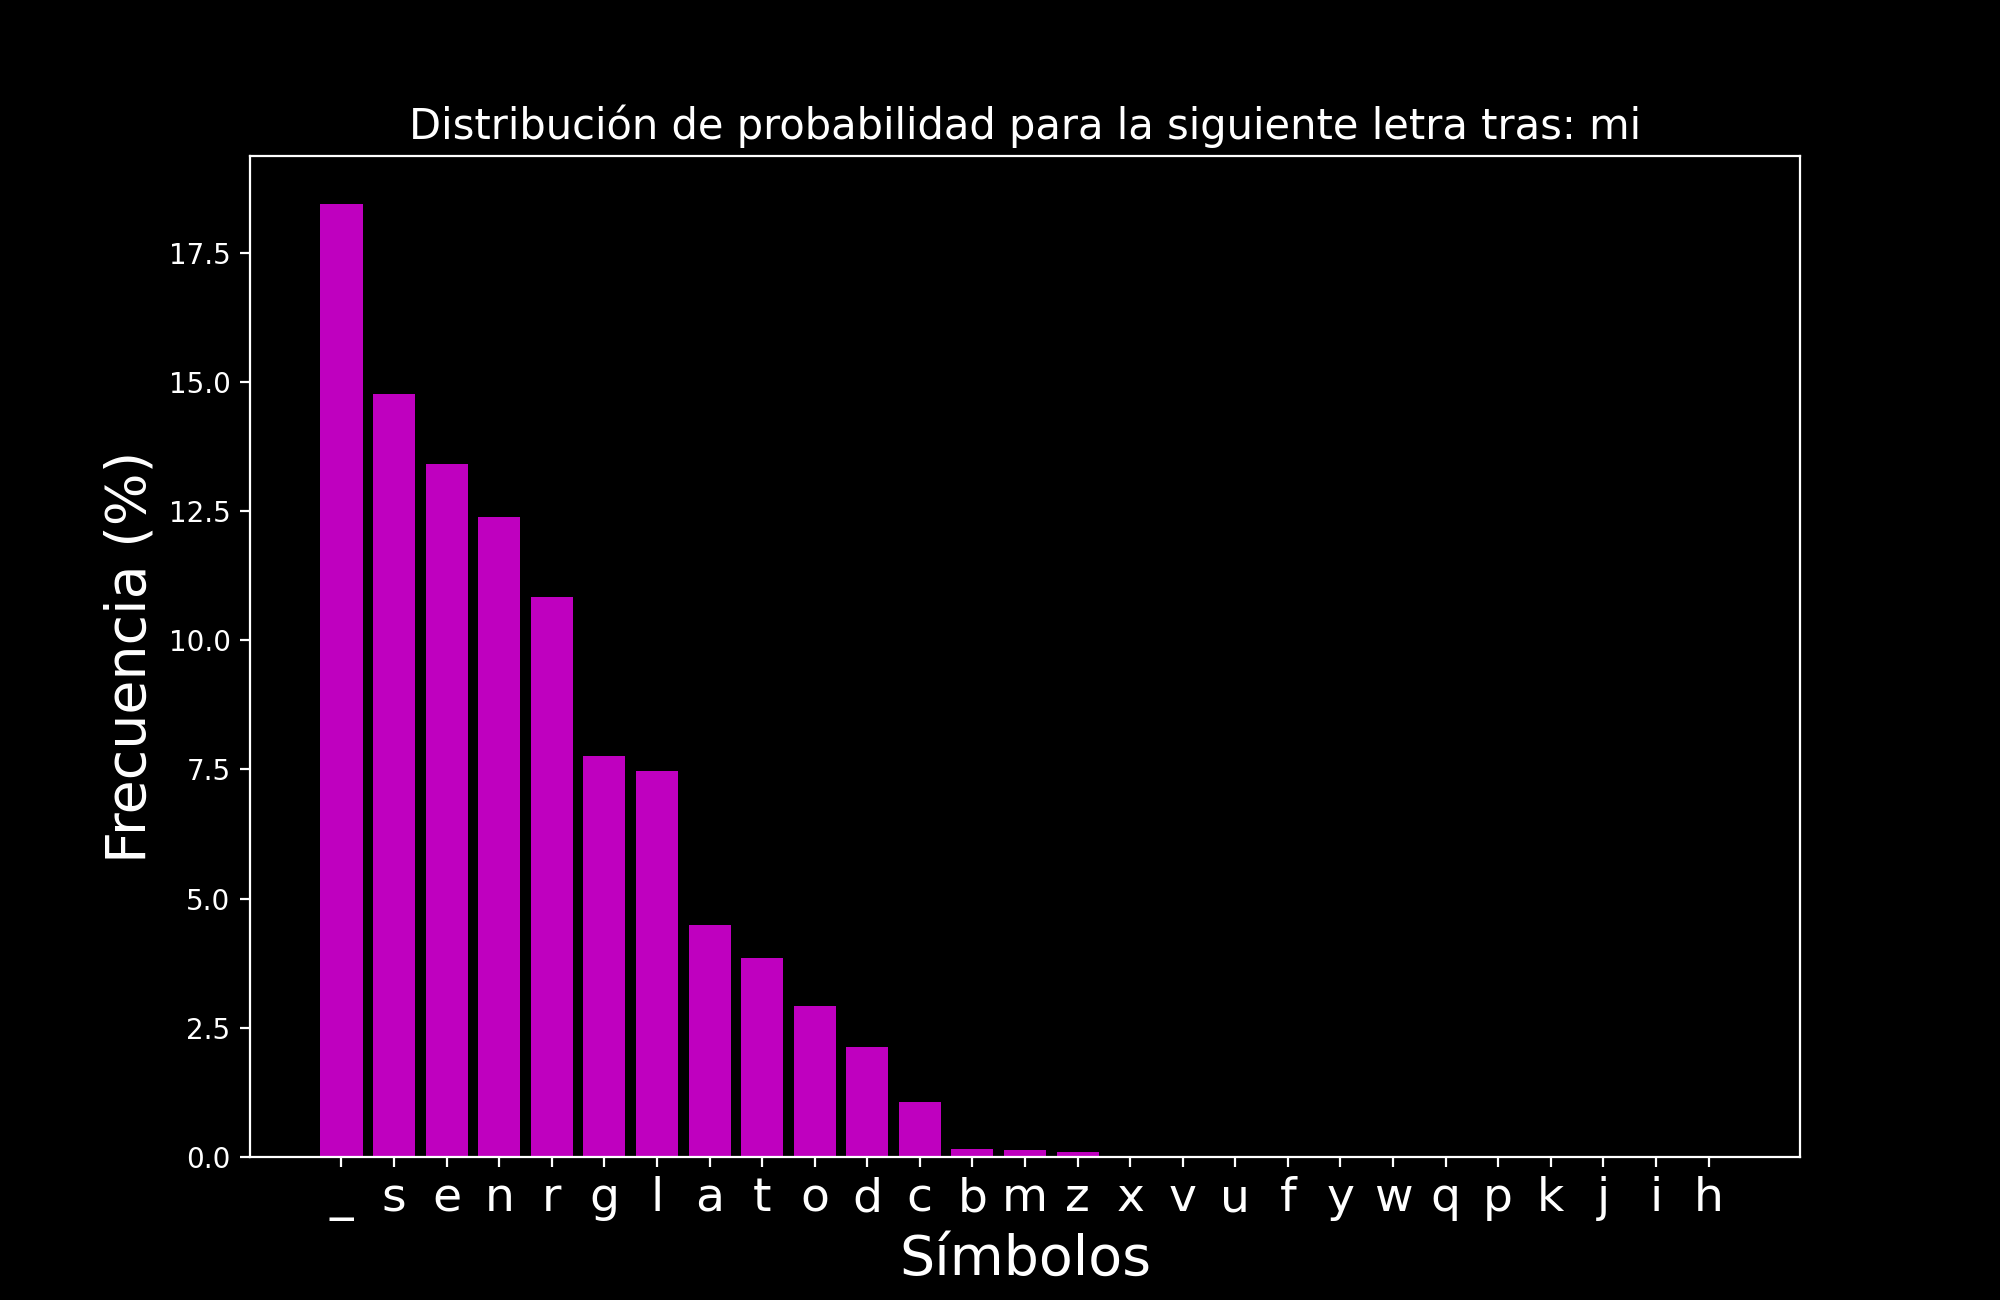 Distribución de probabilidad para la siguiente letra tras: mi
Frecuencia (%)
17.5
15.0
12.5
10.0
7.5
5.0
2.5
0.0
_ s e n r g l a t o d c b m z x v u f y w q p k j i h
Símbolos